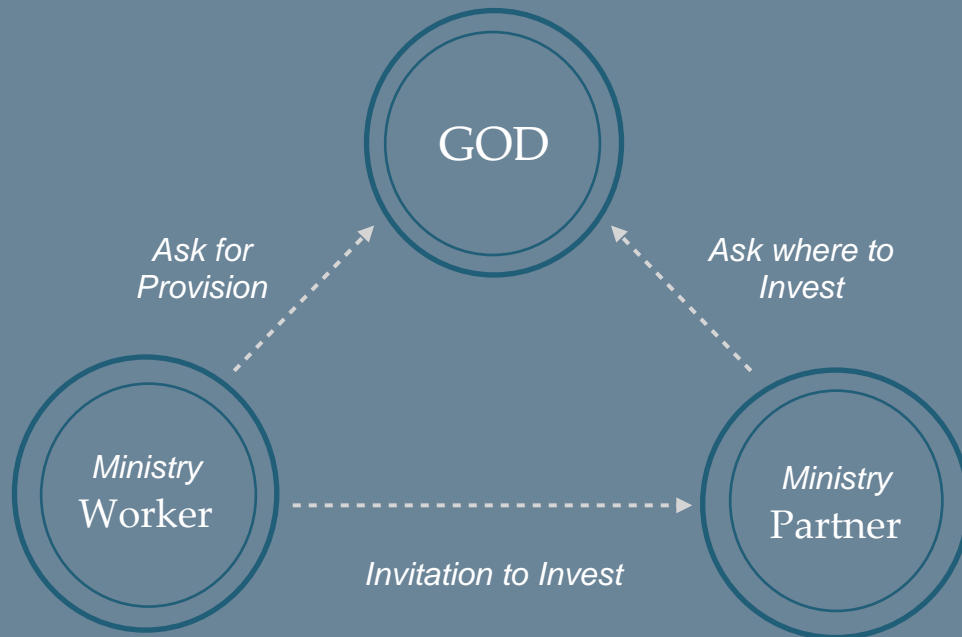 GOD
Ask for
Provision
Ask where to
Invest
Ministry
Worker
Ministry
Partner
Invitation to Invest